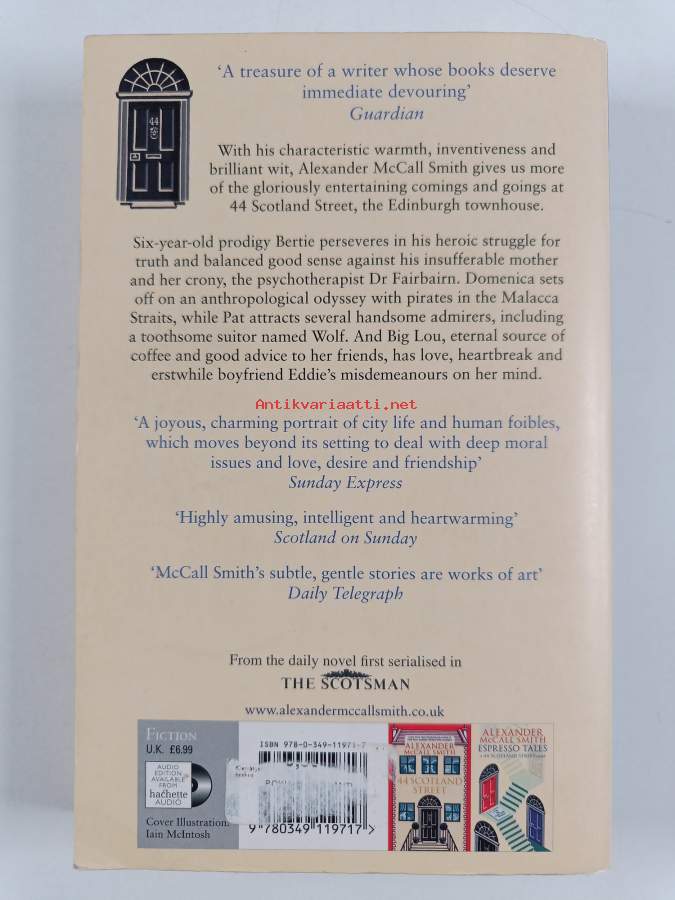 44
‘A treasure of a writer whose books deserve
immediate devouring’
Guardian
With his characteristic warmth, inventiveness and
brilliant wit, Alexander McCall Smith gives us more
of the gloriously entertaining comings and goings at
44 Scotland Street, the Edinburgh townhouse.
Six-year-old prodigy Bertie perseveres in his heroic struggle for
truth and balanced good sense against his insufferable mother
and her crony, the psychotherapist Dr Fairbairn. Domenica sets
off on an anthropological odyssey with pirates in the Malacca
Straits, while Pat attracts several handsome admirers, including
a toothsome suitor named Wolf. And Big Lou, eternal source of
coffee and good advice to her friends, has love, heartbreak and
erstwhile boyfriend Eddie’s misdemeanours on her mind.
Antikvariaatti.net
‘A joyous, charming portrait of city life and human foibles,
which moves beyond its setting to deal with deep moral
issues and love, desire and friendship’
Sunday Express
‘Highly amusing, intelligent and heartwarming’
Scotland on Sunday
‘McCall Smith’s subtle, gentle stories are works of art’
Daily Telegraph
From the daily novel first serialised in
THE SCOTSMAN
www.alexandermccallsmith.co.uk
FICTION
U.K. £6.99
AUDIO
EDITION
AVAILABLE
FROM
hachette
AUDIO
Cover Illustration:
Iain McIntosh
ISBN 978-0-349-11971-7
9 780349 119717 >
ALEXANDER
McCALL SMITH
44 SCOTLAND
STREET
ALEXANDER
McCALL SMITH
ESPRESSO TALES